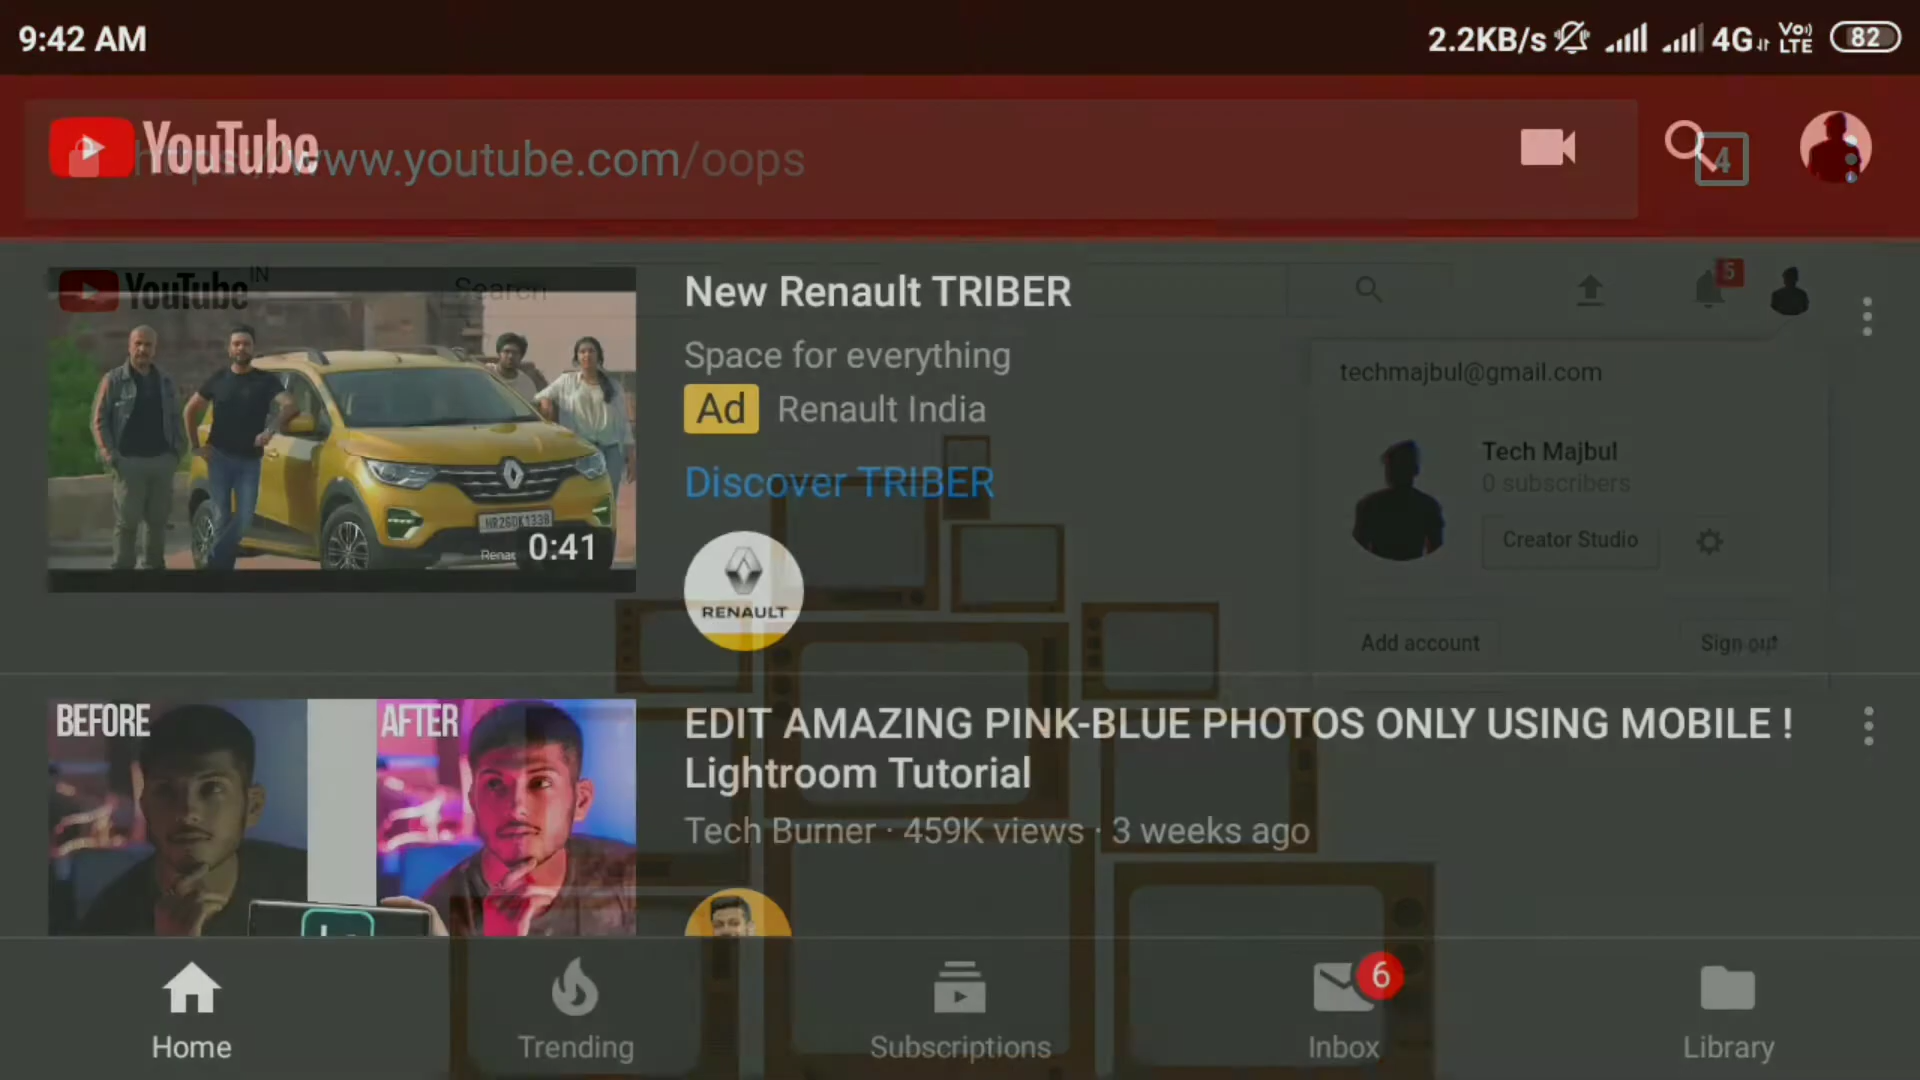 9:42 AM
2.2KB/s 4G VoLTE 82
YouTube
https://www.youtube.com/oops
4
YouTube IN
Search
5
New Renault TRIBER
Space for everything
Ad Renault India
Discover TRIBER
HR26DK1338
0:41
RENAULT
techmajbul@gmail.com
Tech Majbul
0 subscribers
Creator Studio
Add account
Sign out
BEFORE
AFTER
EDIT AMAZING PINK-BLUE PHOTOS ONLY USING MOBILE !
Lightroom Tutorial
Tech Burner · 459K views · 3 weeks ago
6
Home
Trending
Subscriptions
Inbox
Library